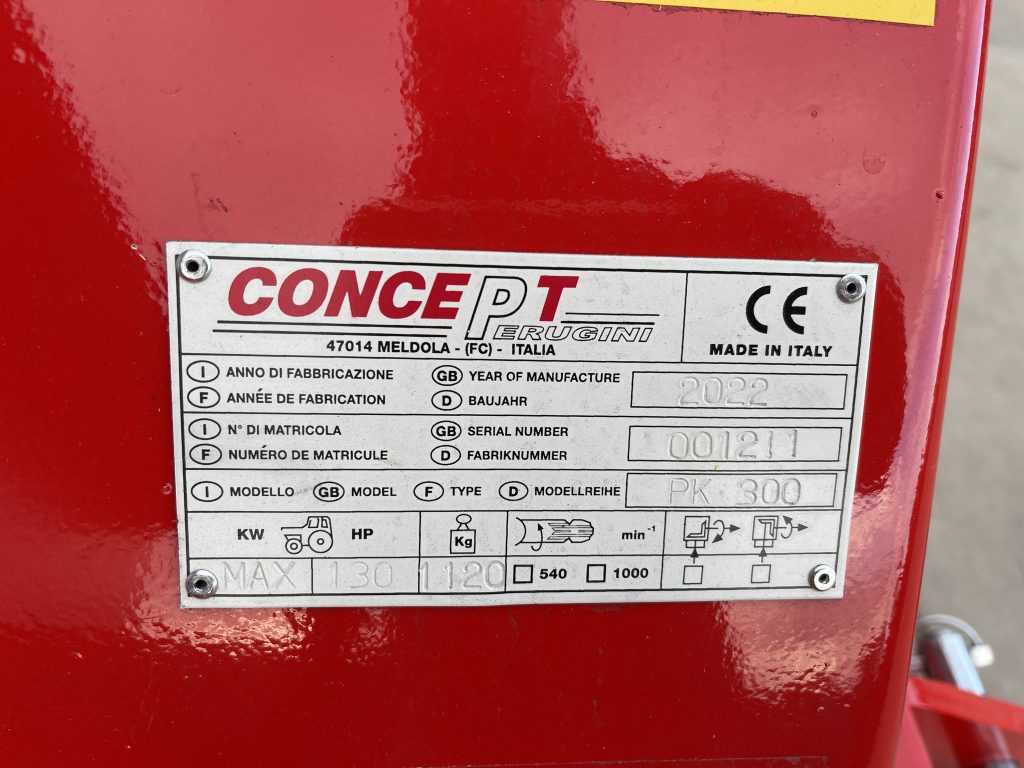 CONCEPT
PERUGINI
47014 MELDOLA - (FC) - ITALIA
CE
MADE IN ITALY
I ANNO DI FABBRICAZIONE GB YEAR OF MANUFACTURE 2022
F ANNÉE DE FABRICATION D BAUJAHR
I N° DI MATRICOLA GB SERIAL NUMBER 001211
F NUMÉRO DE MATRICULE D FABRIKNUMMER
I MODELLO GB MODEL F TYPE D MODELLREIHE PK 300
KW HP Kg min-1
MAX 130 1120 540 1000